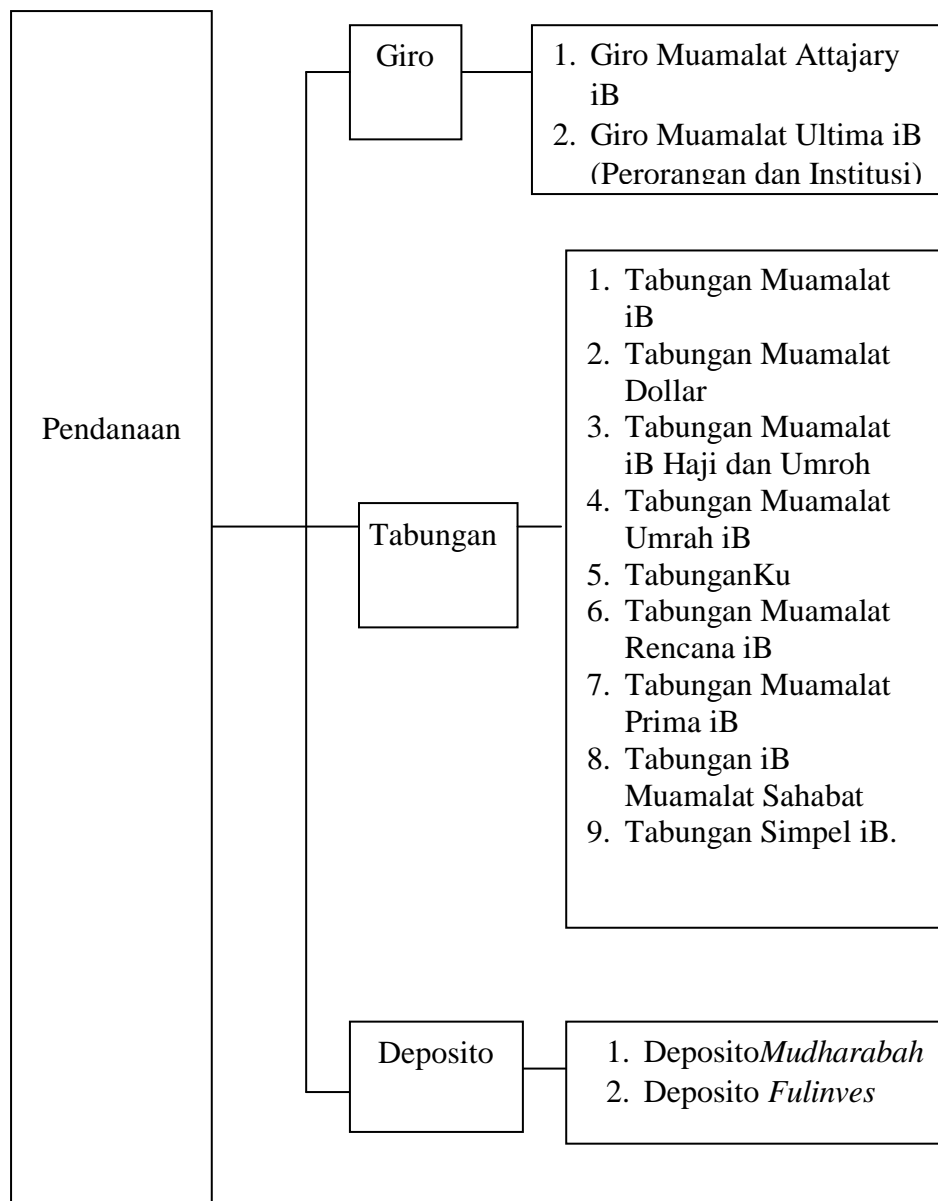 Giro
1. Giro Muamalat Attajary
iB
2. Giro Muamalat Ultima iB
(Perorangan dan Institusi)
Pendanaan
Tabungan
1. Tabungan Muamalat
iB
2. Tabungan Muamalat
Dollar
3. Tabungan Muamalat
iB Haji dan Umroh
4. Tabungan Muamalat
Umrah iB
5. TabunganKu
6. Tabungan Muamalat
Rencana iB
7. Tabungan Muamalat
Prima iB
8. Tabungan iB
Muamalat Sahabat
9. Tabungan Simpel iB.
Deposito
1. DepositoMudharabah
2. Deposito Fulinves